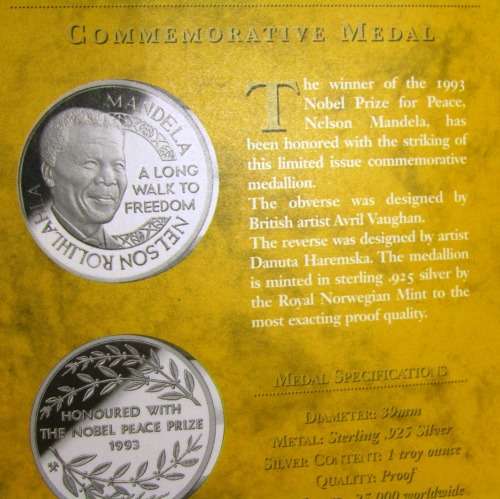 COMMEMORATIVE MEDAL
NELSON ROLIHLAHLA MANDELA
A LONG
WALK TO
FREEDOM
The winner of the 1993
Nobel Prize for Peace,
Nelson Mandela, has
been honored with the striking of
this limited issue commemorative
medallion.
The obverse was designed by
British artist Avril Vaughan.
The reverse was designed by artist
Danuta Haremska. The medallion
is minted in sterling .925 silver by
the Royal Norwegian Mint to the
most exacting proof quality.
HONOURED WITH
THE NOBEL PEACE PRIZE
1993
MEDAL SPECIFICATIONS
DIAMETER: 39mm
METAL: Sterling .925 Silver
SILVER CONTENT: 1 troy ounce
QUALITY: Proof
25,000 worldwide